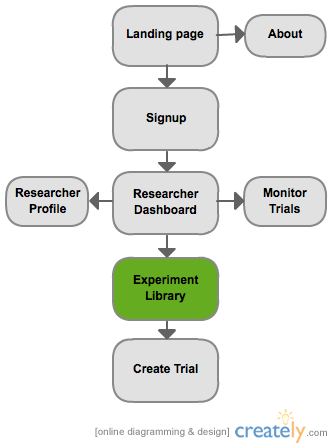 Landing page
About
Signup
Researcher
Profile
Researcher
Dashboard
Monitor
Trials
Experiment
Library
Create Trial
[online diagramming & design] creately.com